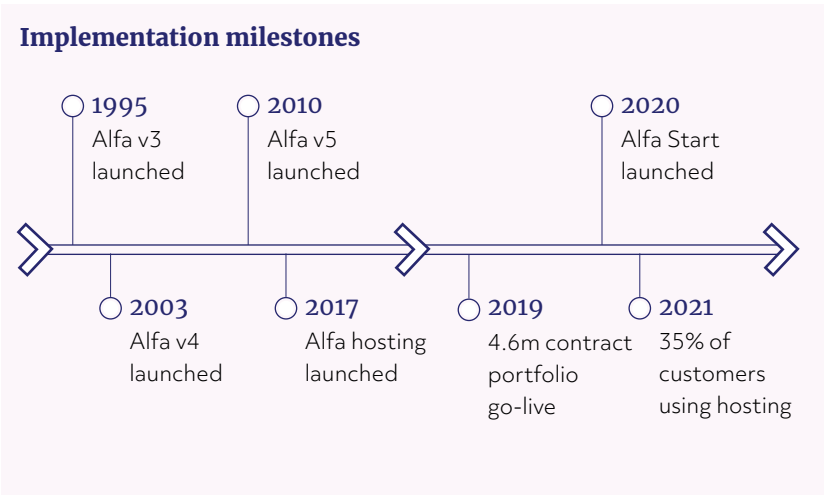 Implementation milestones
1995
Alfa v3
launched
2010
Alfa v5
launched
2020
Alfa Start
launched
2003
Alfa v4
launched
2017
Alfa hosting
launched
2019
4.6m contract
portfolio
go-live
2021
35% of
customers
using hosting